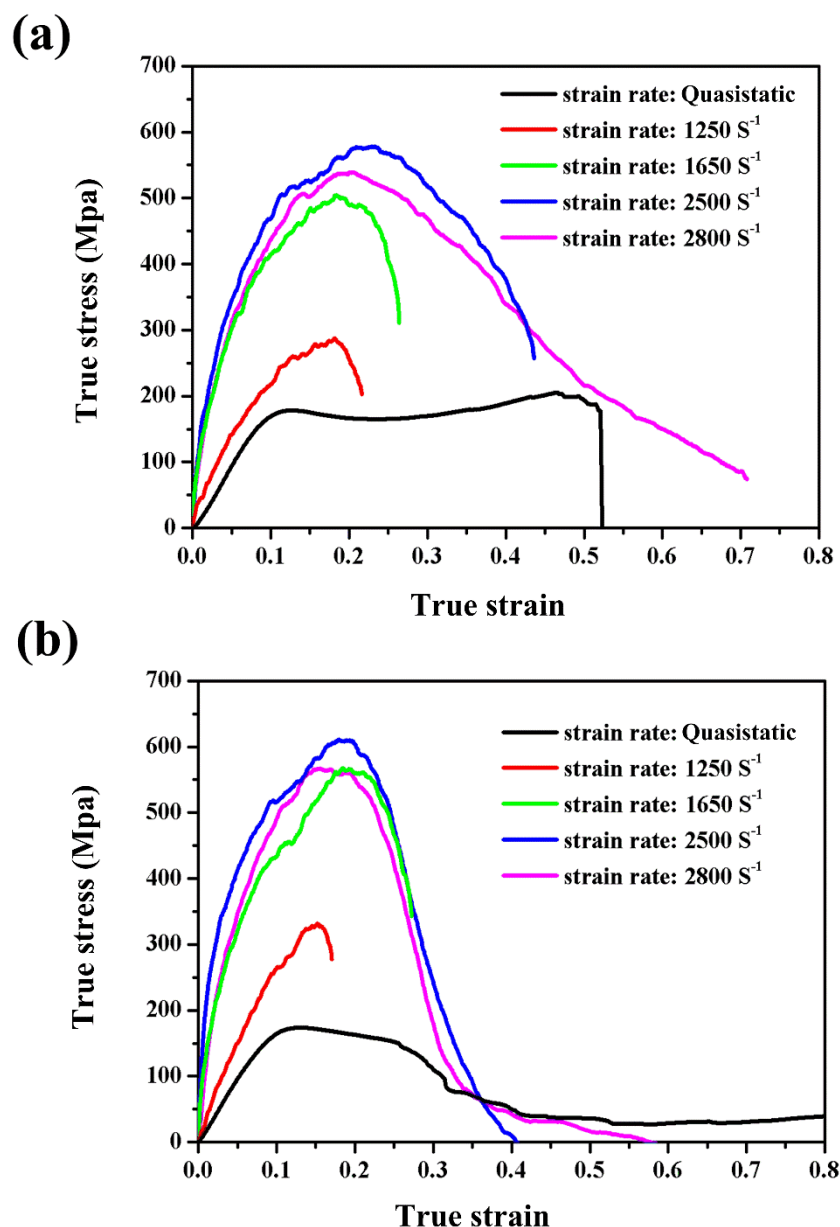 (a)
700
600
500
400
300
200
100
0
True stress (Mpa)
strain rate: Quasistatic
strain rate: 1250 S⁻¹
strain rate: 1650 S⁻¹
strain rate: 2500 S⁻¹
strain rate: 2800 S⁻¹
0.0 0.1 0.2 0.3 0.4 0.5 0.6 0.7 0.8
True strain
(b)
700
600
500
400
300
200
100
0
True stress (Mpa)
strain rate: Quasistatic
strain rate: 1250 S⁻¹
strain rate: 1650 S⁻¹
strain rate: 2500 S⁻¹
strain rate: 2800 S⁻¹
0.0 0.1 0.2 0.3 0.4 0.5 0.6 0.7 0.8
True strain